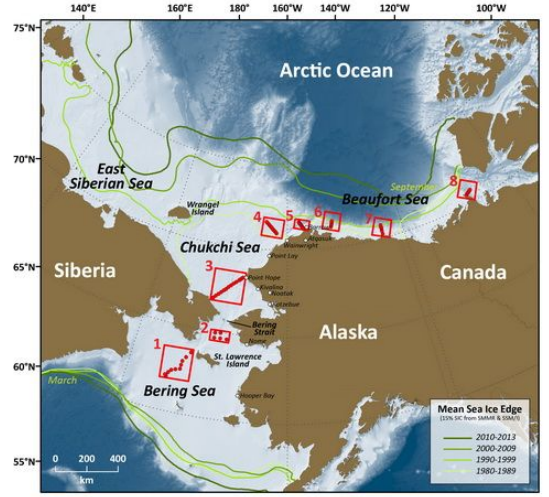 140°E
160°E
180°
160°W
140°W
120°W
100°W
75°N
Arctic Ocean
70°N
East
Siberian Sea
September
8
Beaufort Sea
Wrangel
Island
4
5
6
7
Wainwright
Atqasuk
Chukchi Sea
Point Lay
65°N
Siberia
3
Point Hope
Kivalina
Noatak
Kotzebue
Canada
Bering
Strait
2
Nome
Alaska
1
St. Lawrence
Island
60°N
March
Bering Sea
Hooper Bay
Mean Sea Ice Edge
(15% SIC from SMMR & SSM/I)
2010-2013
2000-2009
1990-1999
1980-1989
0 200 400
km
55°N